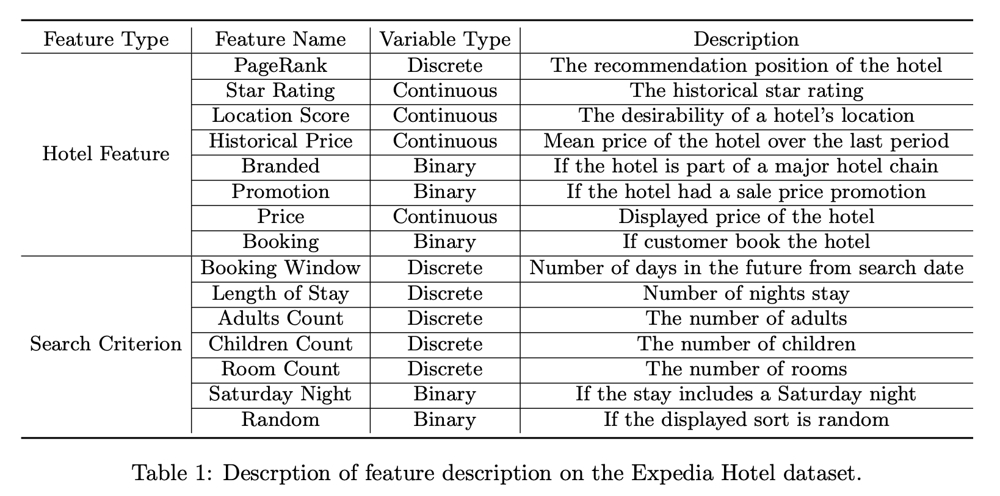 Feature Type Feature Name Variable Type Description
PageRank Discrete The recommendation position of the hotel
Star Rating Continuous The historical star rating
Location Score Continuous The desirability of a hotel's location
Historical Price Continuous Mean price of the hotel over the last period
Hotel Feature
Branded Binary If the hotel is part of a major hotel chain
Promotion Binary If the hotel had a sale price promotion
Price Continuous Displayed price of the hotel
Booking Binary If customer book the hotel
Booking Window Discrete Number of days in the future from search date
Length of Stay Discrete Number of nights stay
Adults Count Discrete The number of adults
Search Criterion Children Count Discrete The number of children
Room Count Discrete The number of rooms
Saturday Night Binary If the stay includes a Saturday night
Random Binary If the displayed sort is random
Table 1: Descrption of feature description on the Expedia Hotel dataset.